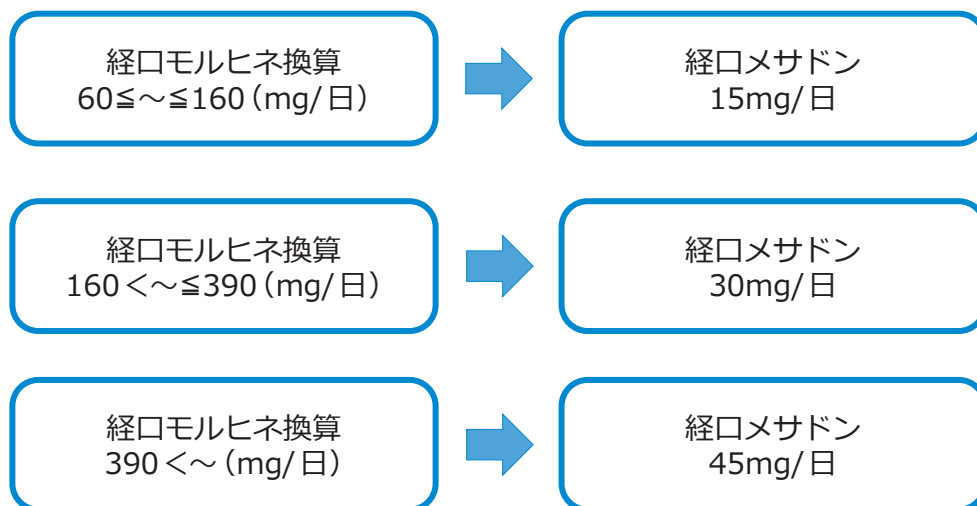 経口モルヒネ換算
60≦～≦160（mg/日）
経口メサドン
15mg/日
経口モルヒネ換算
160＜～≦390（mg/日）
経口メサドン
30mg/日
経口モルヒネ換算
390＜～（mg/日）
経口メサドン
45mg/日